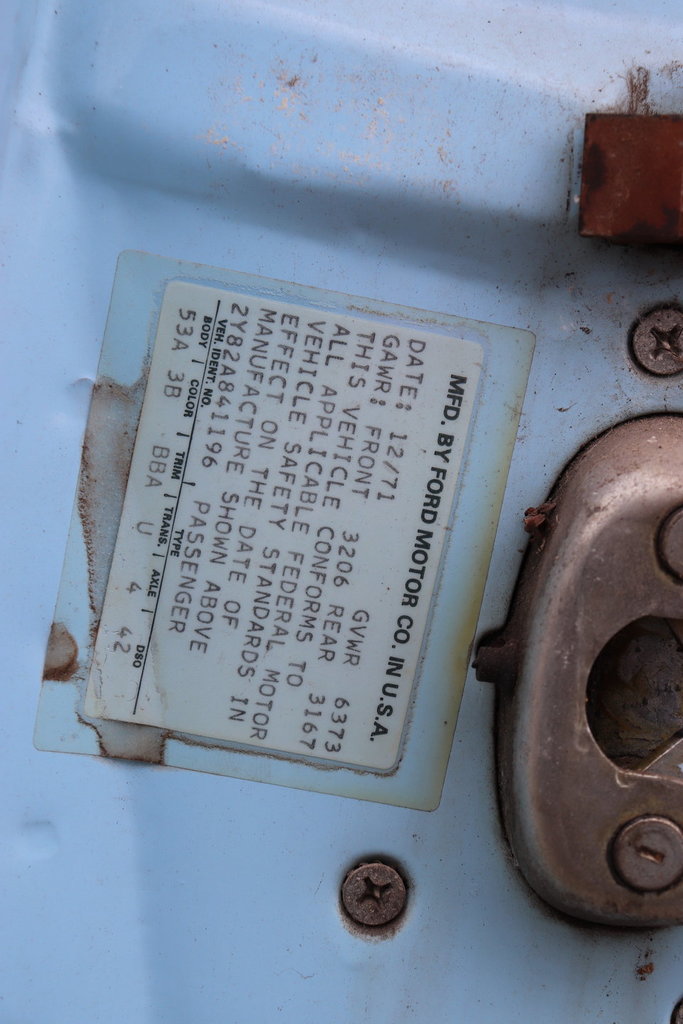 MFD. BY FORD MOTOR CO. IN U.S.A.
DATE: 12/71 GVWR 6373
GAWR: FRONT 3206 REAR 3167
THIS VEHICLE CONFORMS TO
ALL APPLICABLE FEDERAL MOTOR
VEHICLE SAFETY STANDARDS IN
EFFECT ON THE DATE OF
MANUFACTURE SHOWN ABOVE
2Y82A841196 PASSENGER
VEH. IDENT. NO. TYPE
BODY COLOR TRIM TRANS. AXLE DSO
53A 3B BBA U 4 42